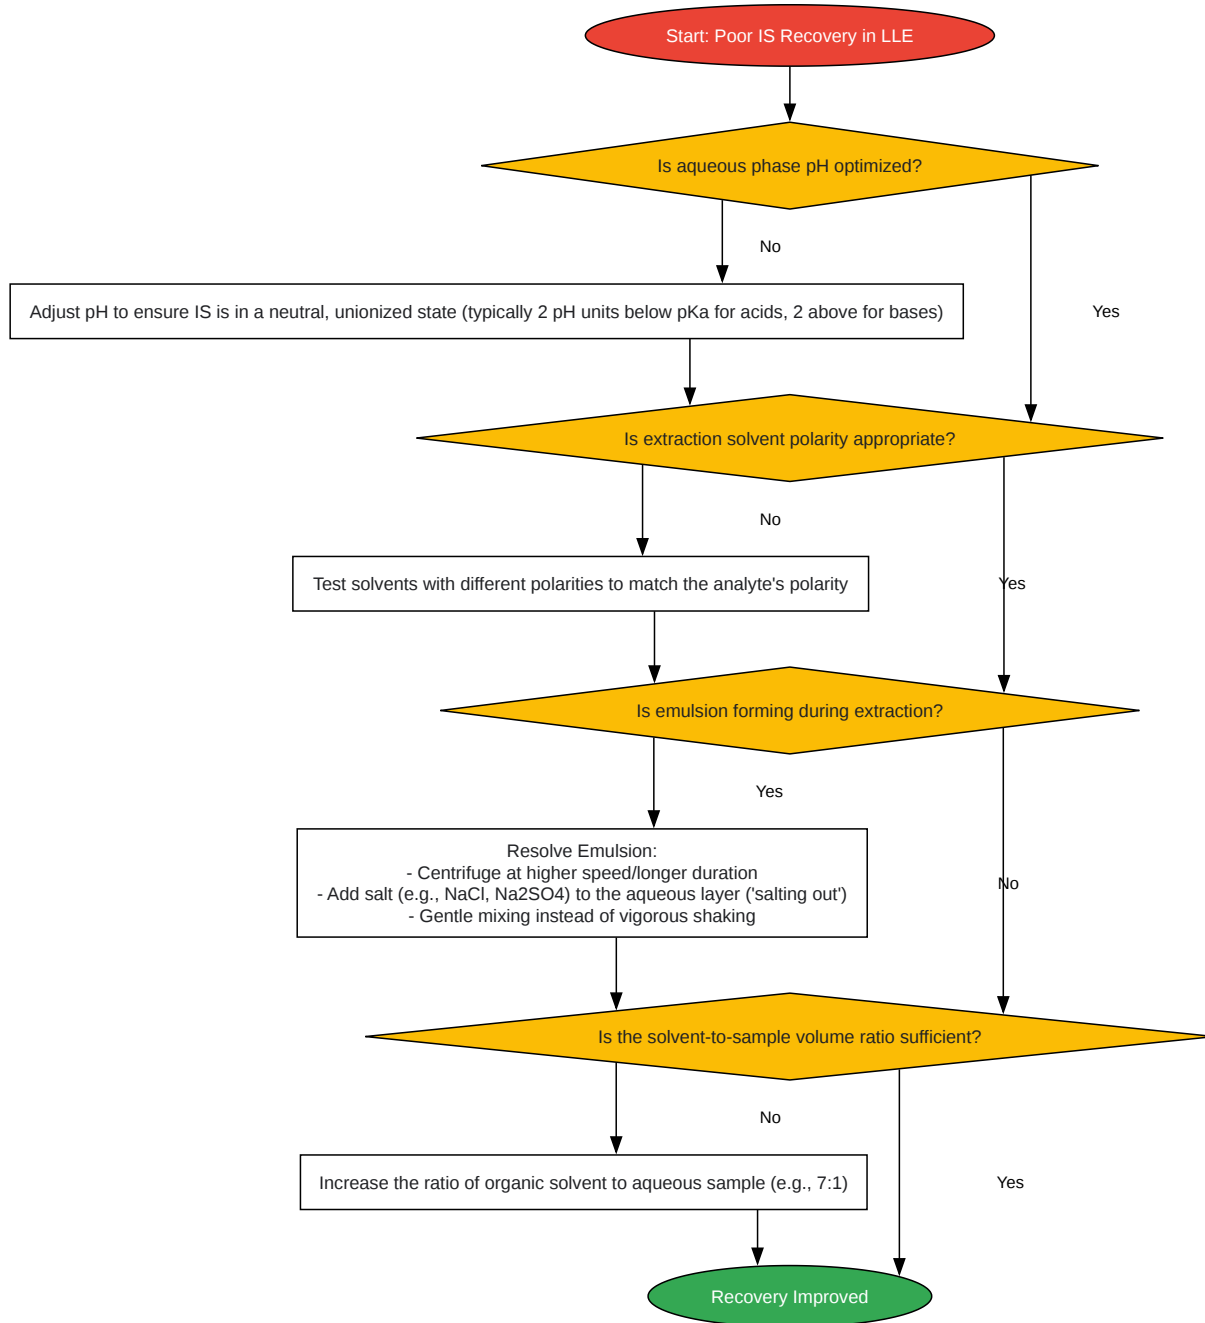 Start: Poor IS Recovery in LLE
Is aqueous phase pH optimized?
No
Adjust pH to ensure IS is in a neutral, unionized state (typically 2 pH units below pKa for acids, 2 above for bases)
Yes
Is extraction solvent polarity appropriate?
No
Test solvents with different polarities to match the analyte's polarity
Yes
Is emulsion forming during extraction?
Yes
Resolve Emulsion:
- Centrifuge at higher speed/longer duration
- Add salt (e.g., NaCl, Na2SO4) to the aqueous layer ('salting out')
- Gentle mixing instead of vigorous shaking
No
Is the solvent-to-sample volume ratio sufficient?
No
Increase the ratio of organic solvent to aqueous sample (e.g., 7:1)
Yes
Recovery Improved